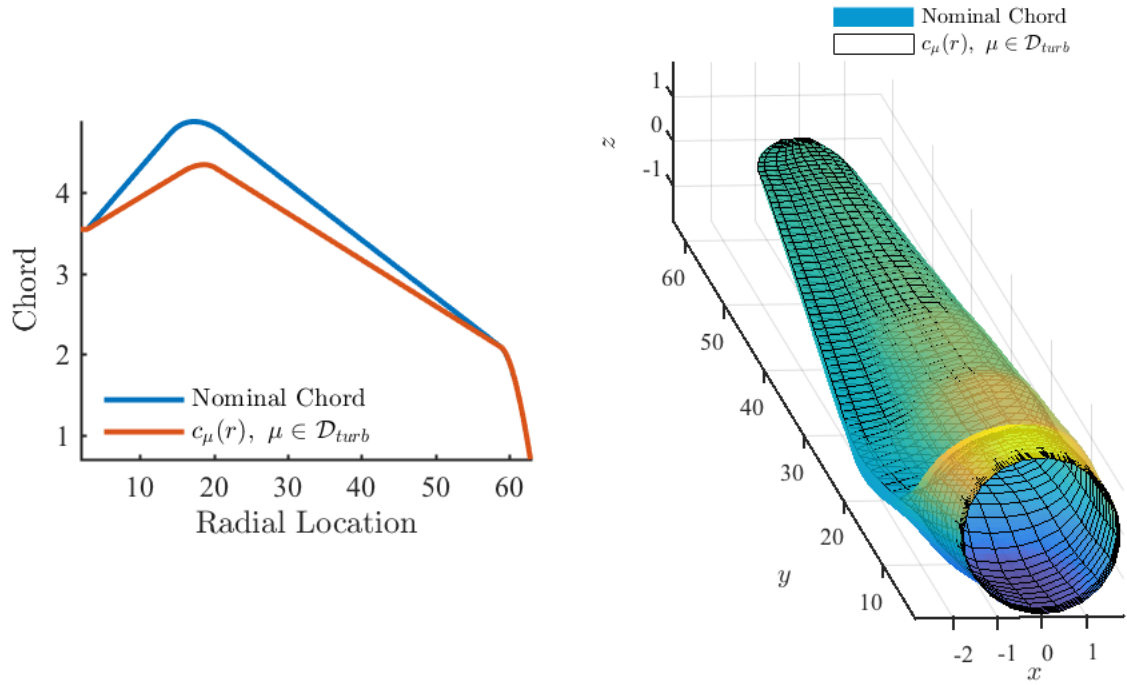 4
3
2
1
Chord
Nominal Chord
c_μ(r), μ ∈ 𝒟_turb
10 20 30 40 50 60
Radial Location
Nominal Chord
c_μ(r), μ ∈ 𝒟_turb
1
0
-1
z
60
50
40
30
20
10
y
-2 -1 0 1
x